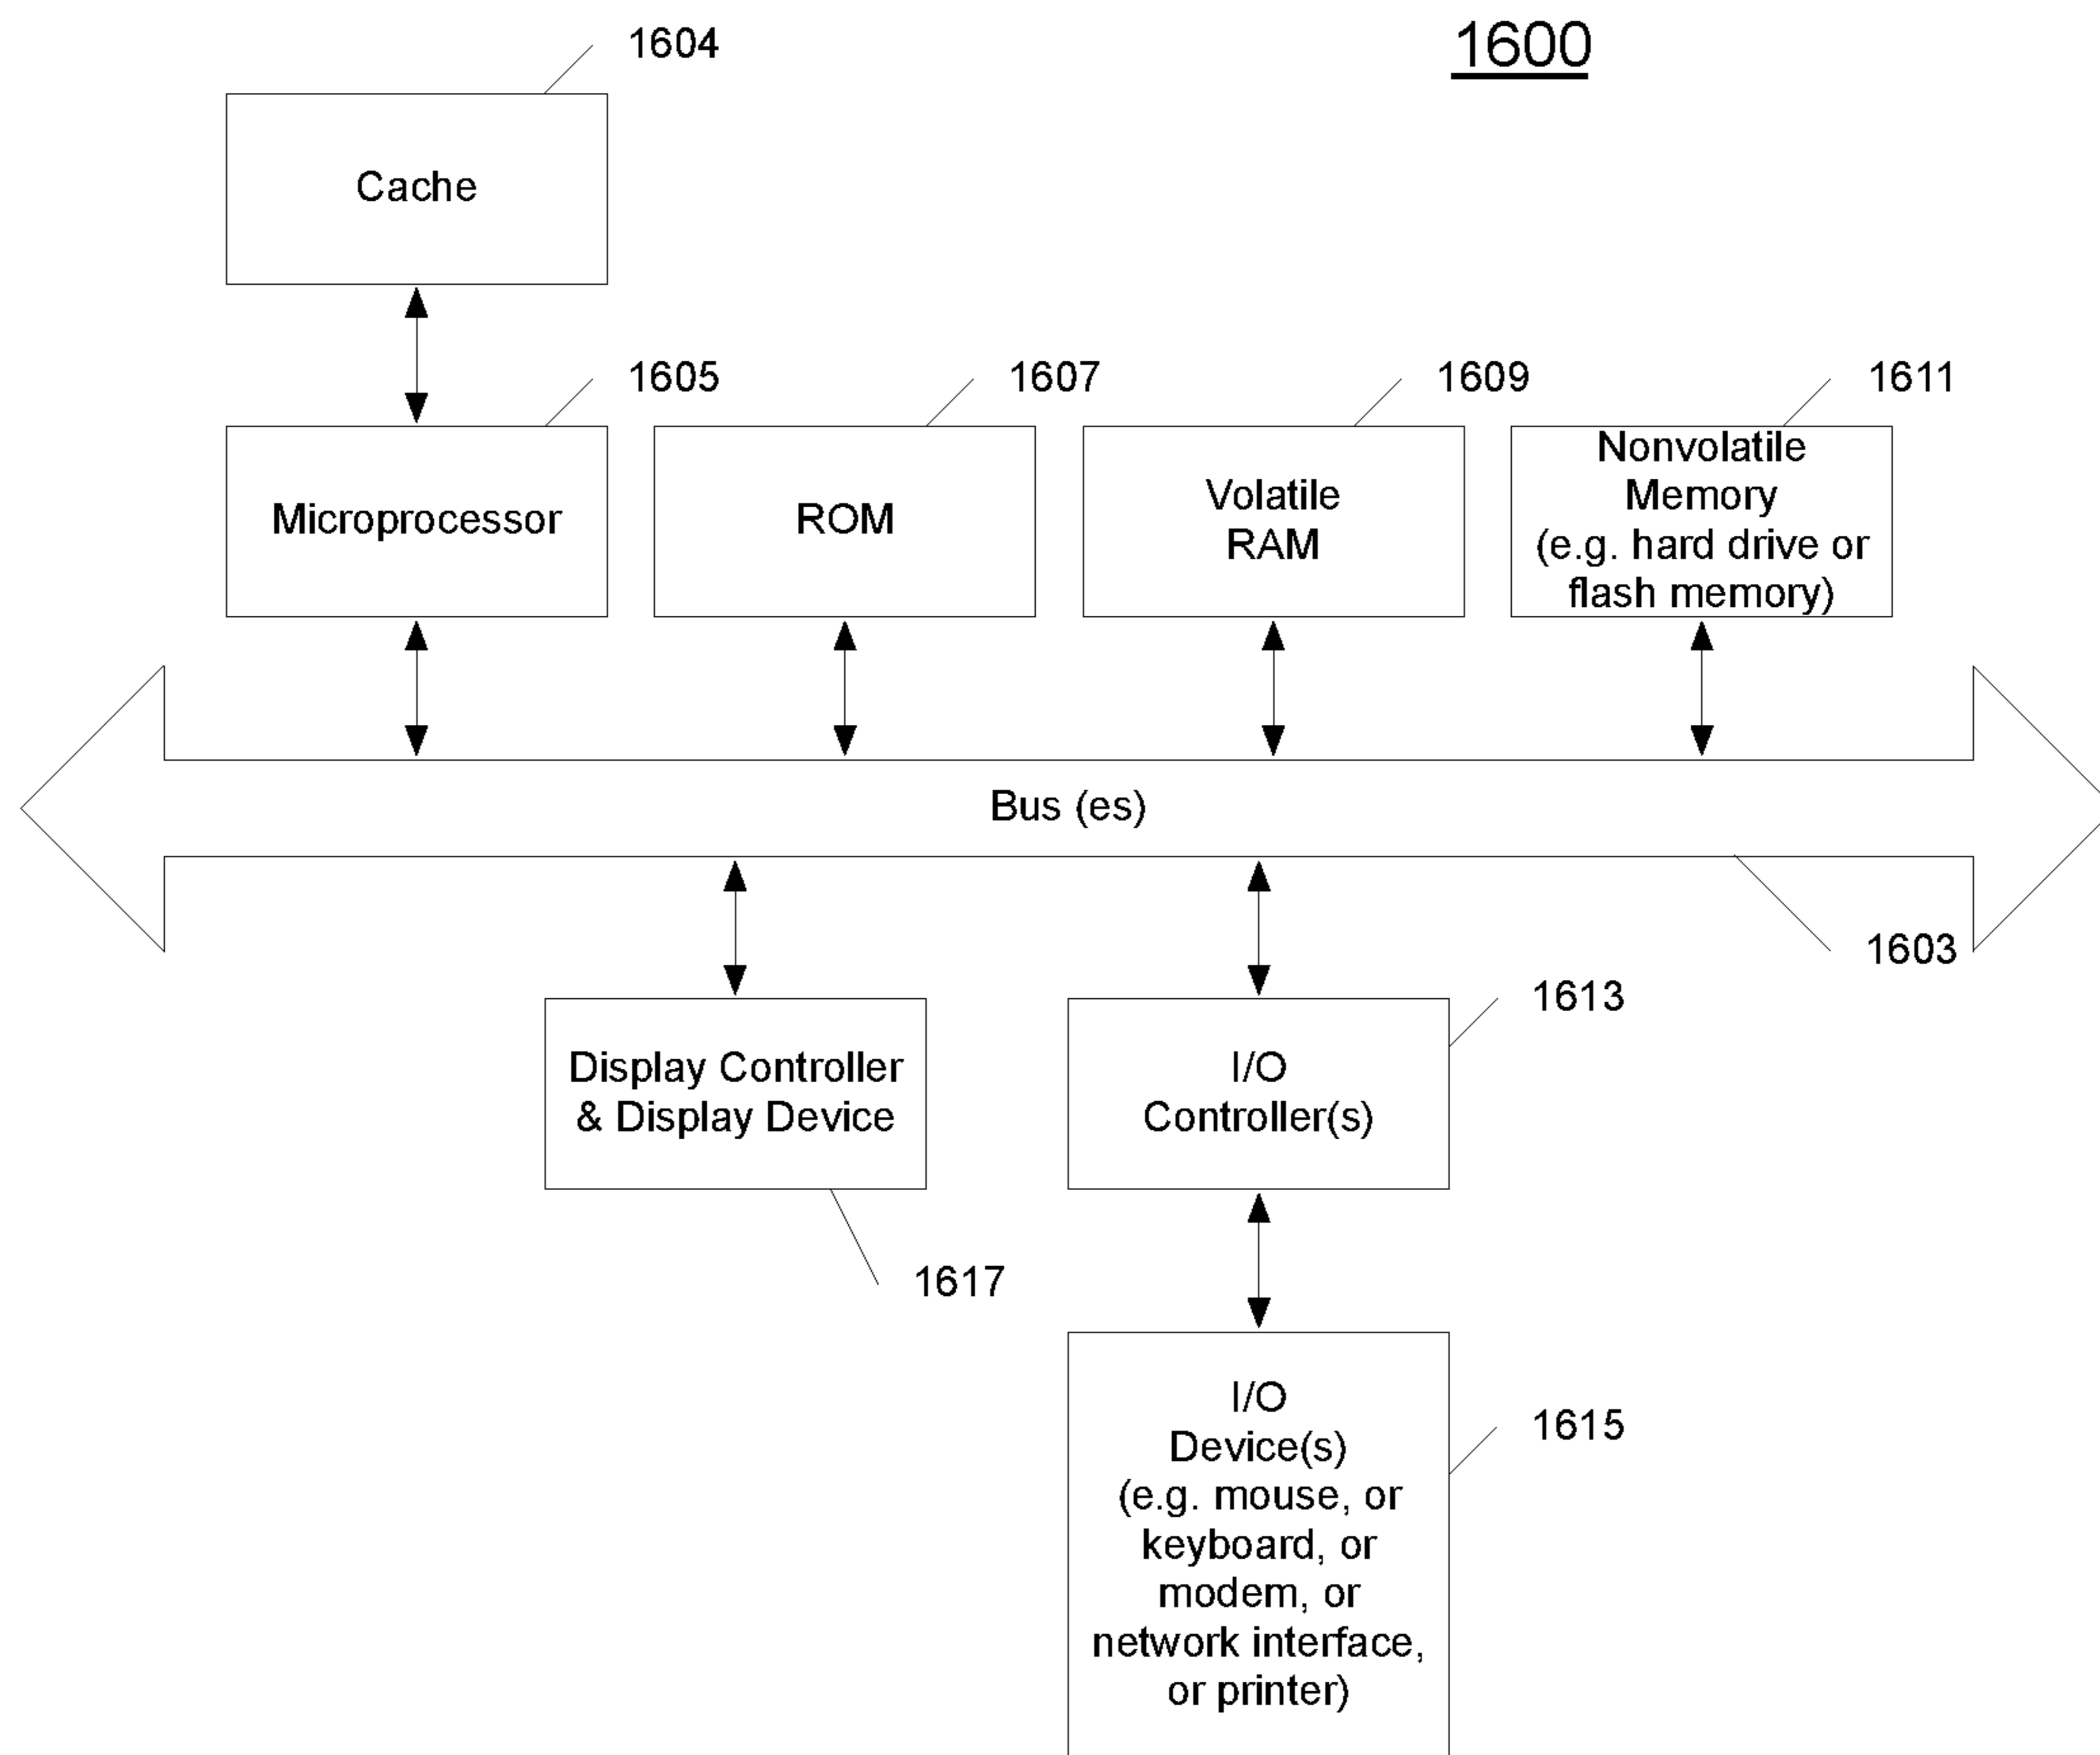 1600
1604
Cache
1605
1607
1609
1611
Microprocessor
ROM
Volatile
RAM
Nonvolatile
Memory
(e.g. hard drive or
flash memory)
Bus (es)
1603
Display Controller
& Display Device
1617
I/O
Controller(s)
1613
I/O
Device(s)
(e.g. mouse, or
keyboard, or
modem, or
network interface,
or printer)
1615